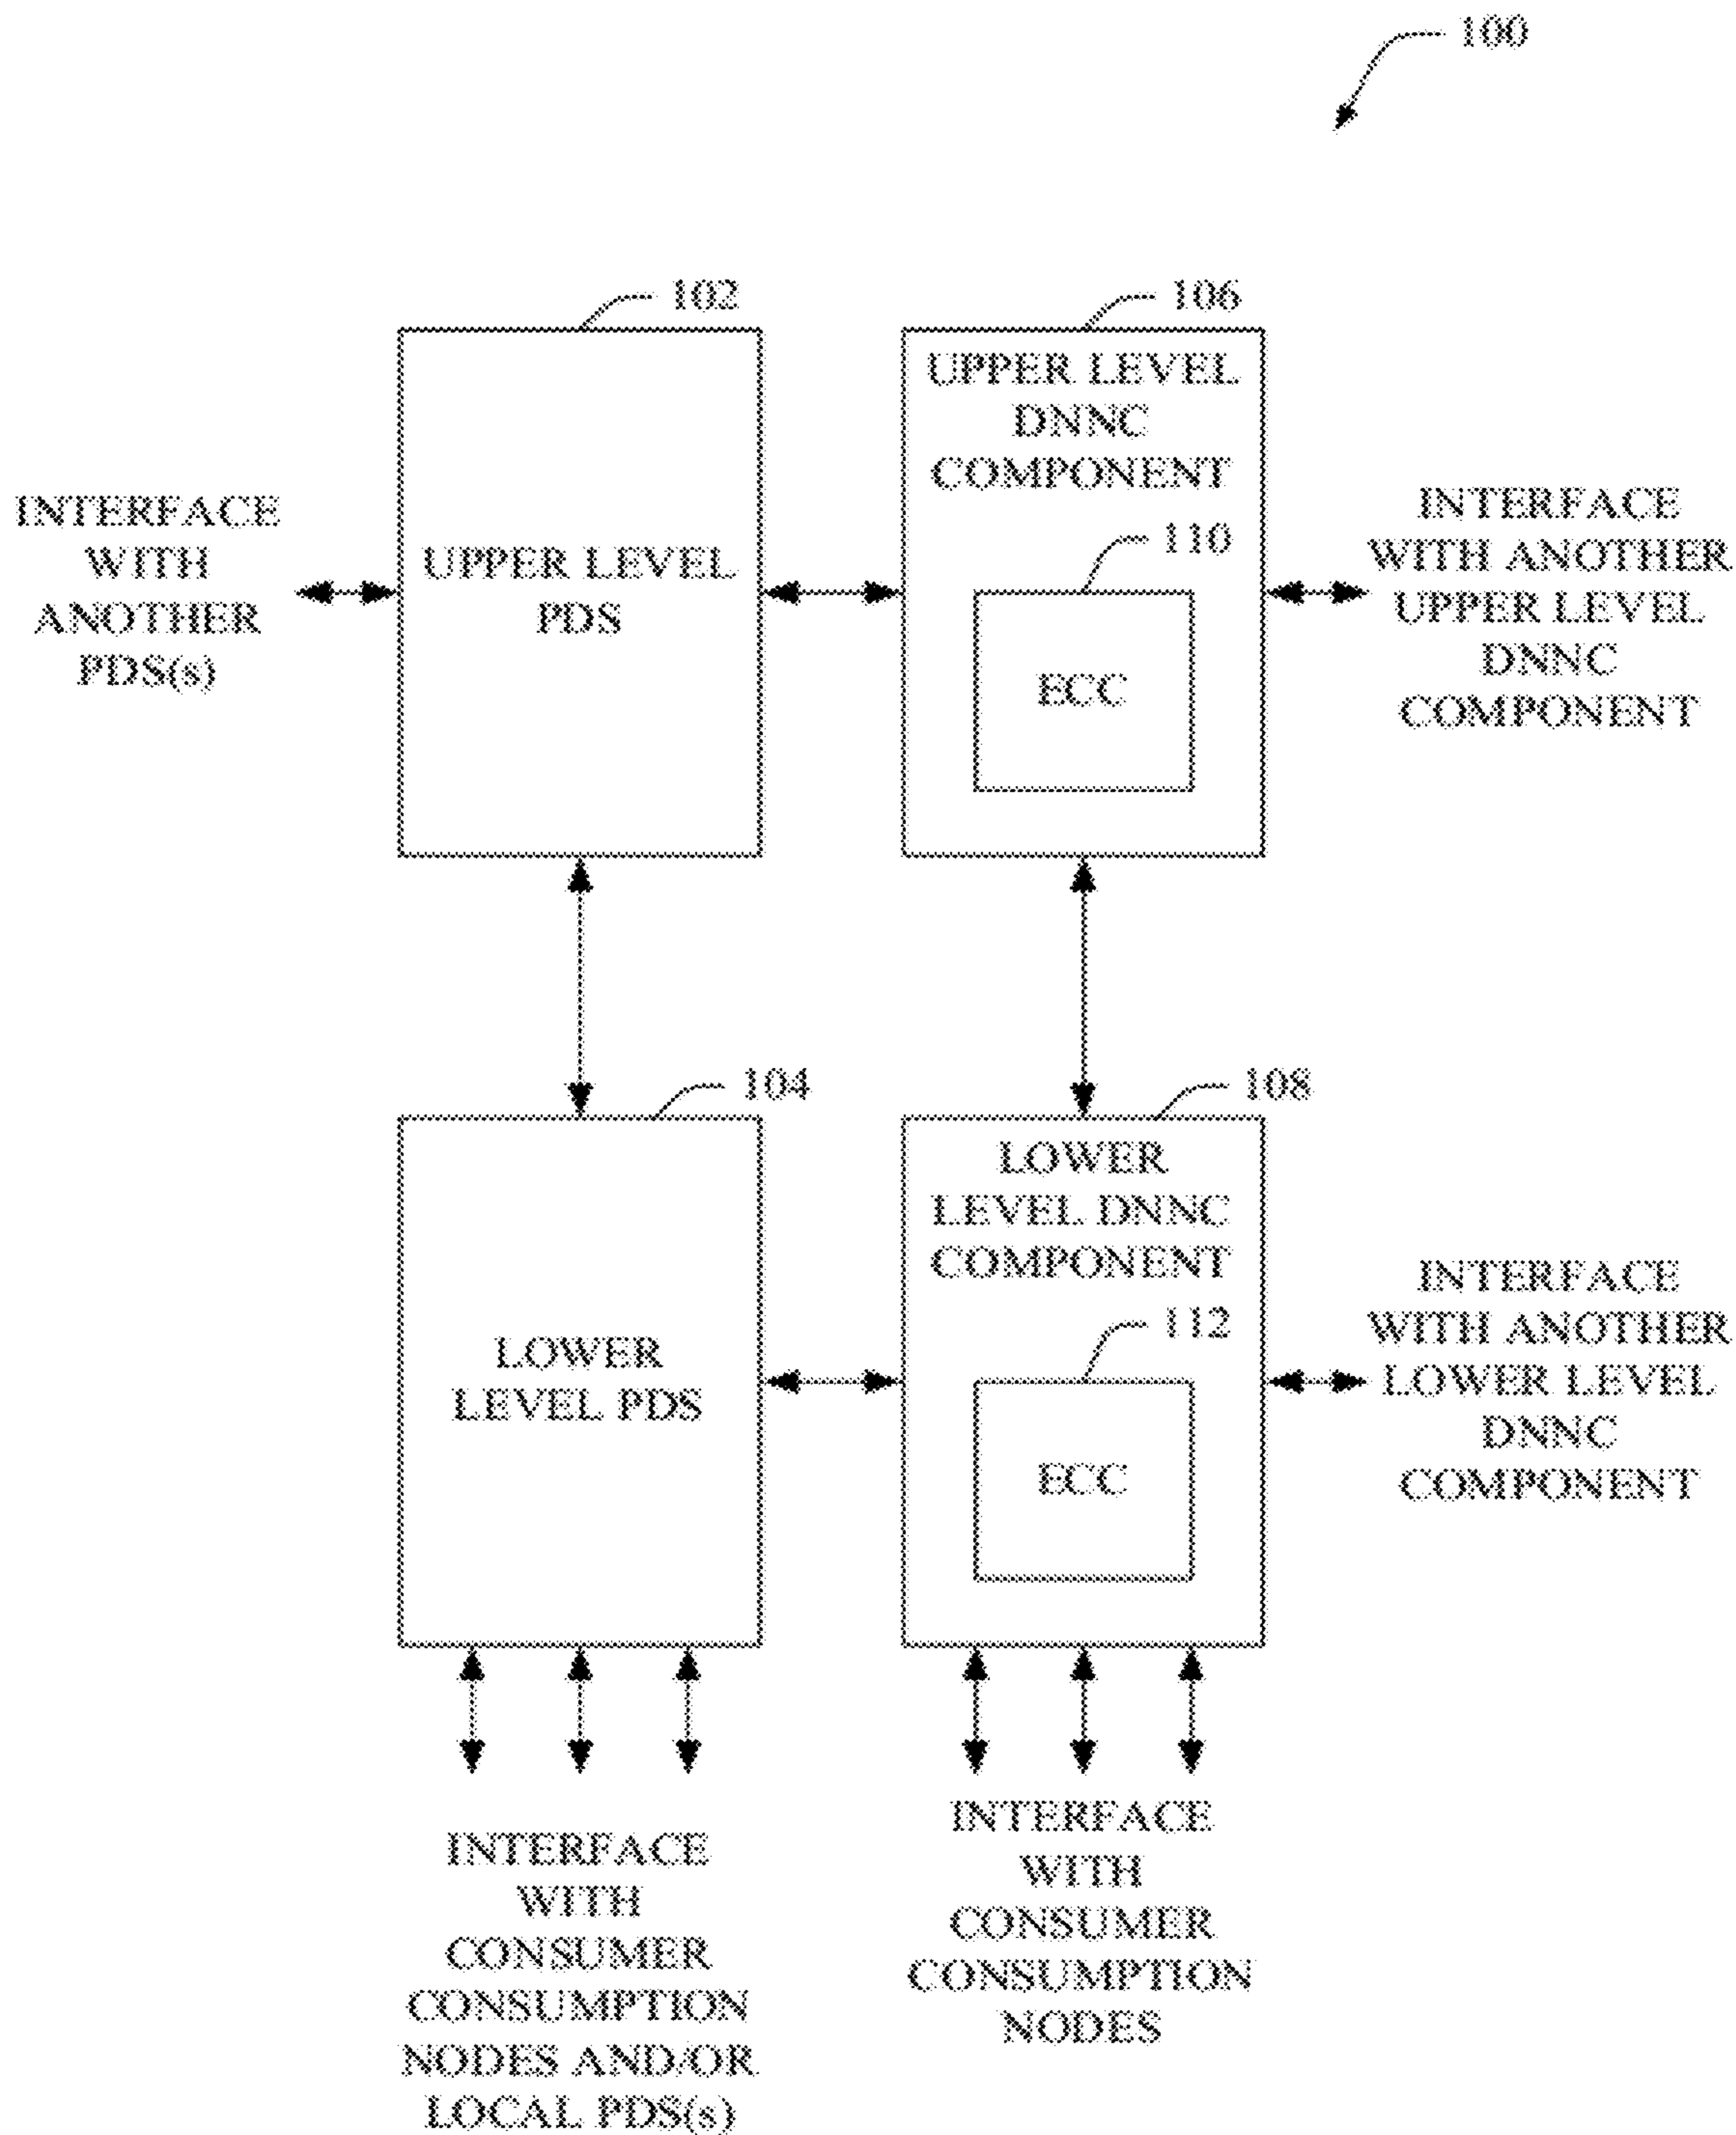 100
102
106
UPPER LEVEL
DNNC
COMPONENT
INTERFACE
WITH
ANOTHER
PDS(s)
UPPER LEVEL
PDS
110
ECC
INTERFACE
WITH ANOTHER
UPPER LEVEL
DNNC
COMPONENT
104
108
LOWER
LEVEL PDS
LOWER
LEVEL DNNC
COMPONENT
112
ECC
INTERFACE
WITH ANOTHER
LOWER LEVEL
DNNC
COMPONENT
INTERFACE
WITH
CONSUMER
CONSUMPTION
NODES AND/OR
LOCAL PDS(s)
INTERFACE
WITH
CONSUMER
CONSUMPTION
NODES